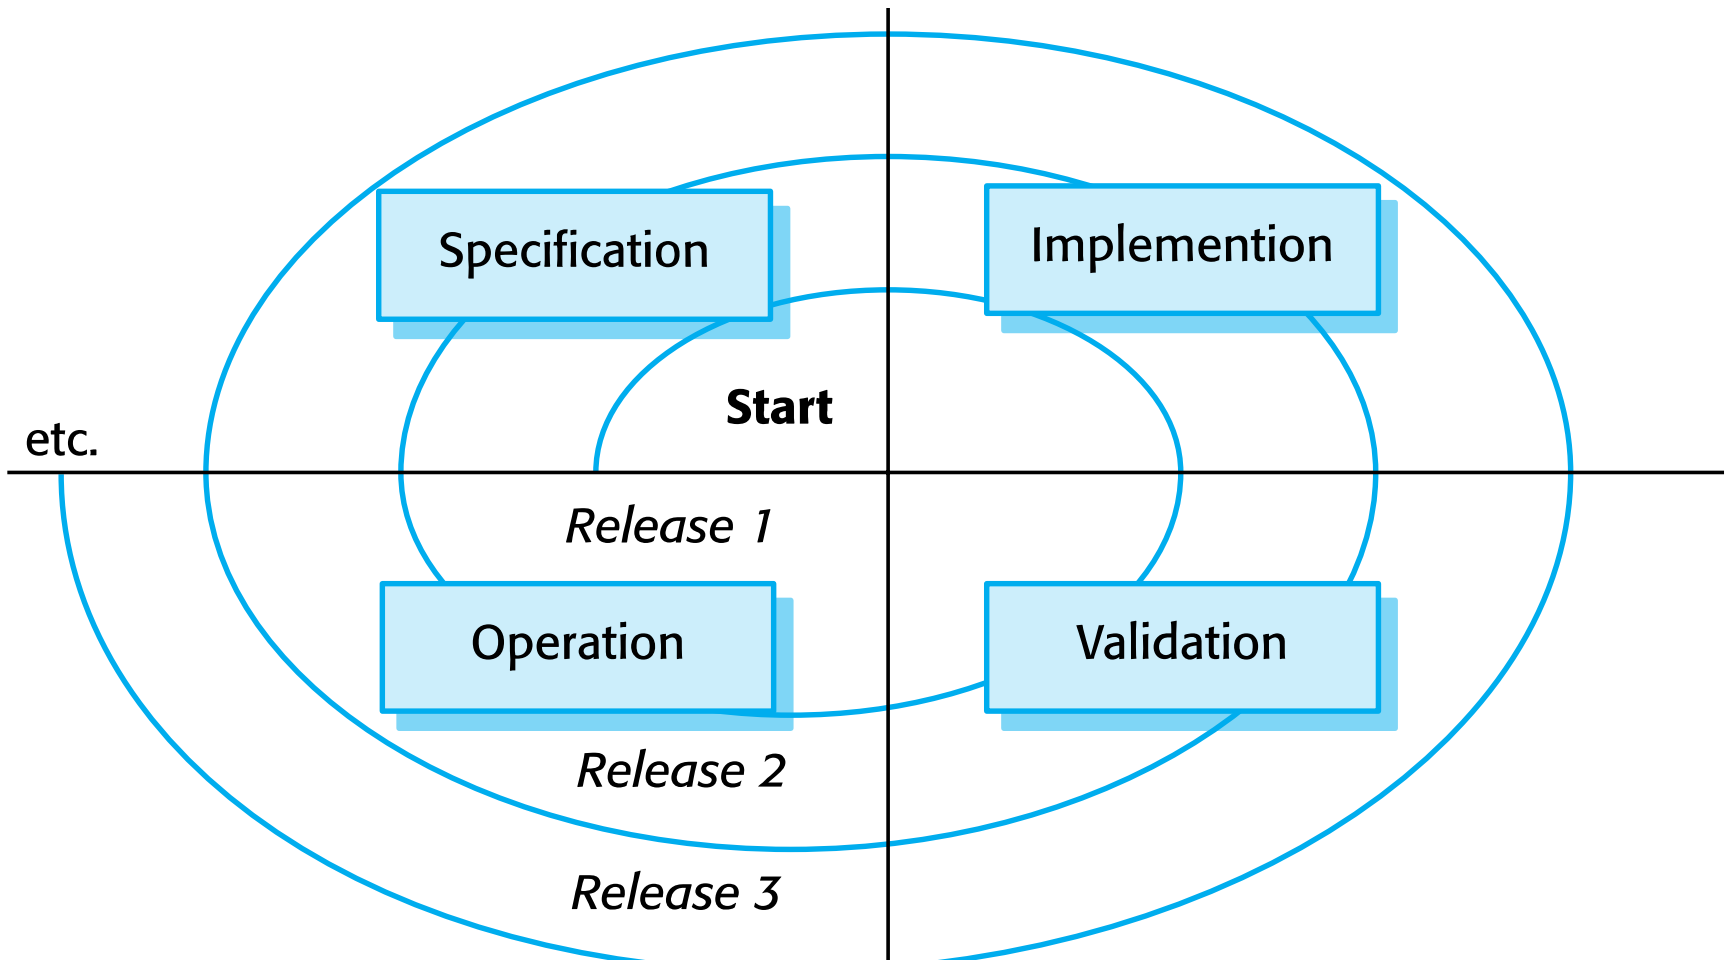 Specification
Implemention
Start
etc.
Release 1
Operation
Validation
Release 2
Release 3